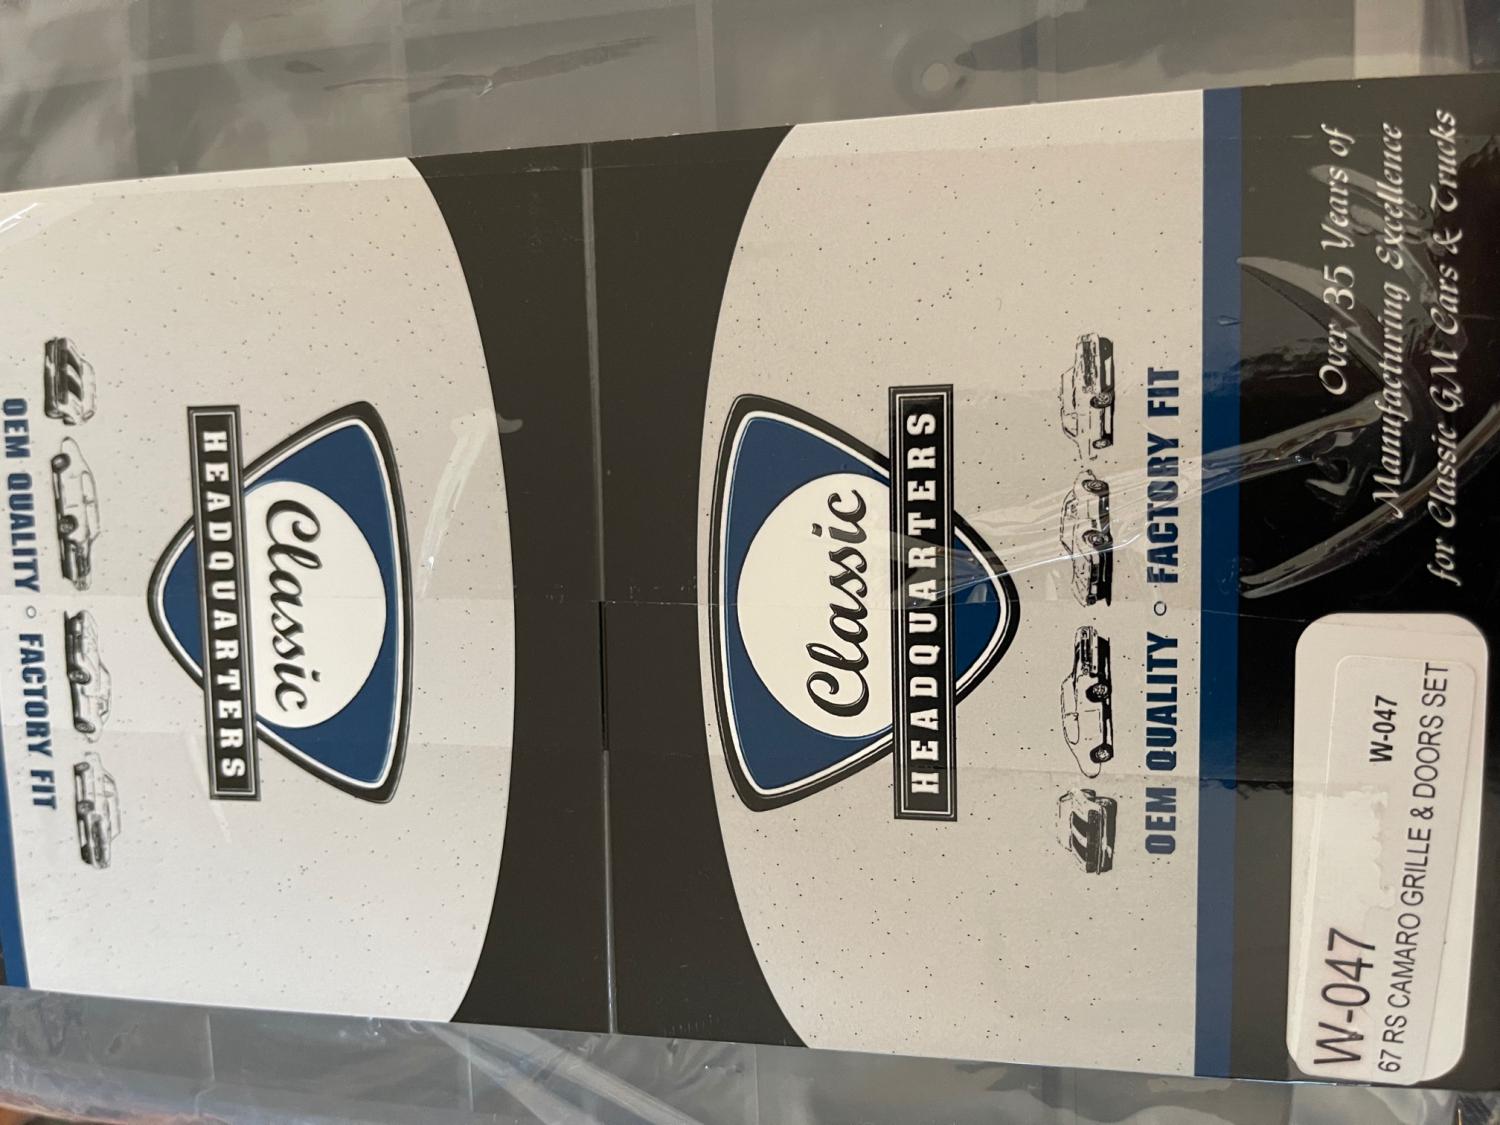 Classic
HEADQUARTERS
OEM QUALITY ○ FACTORY FIT
Classic
HEADQUARTERS
OEM QUALITY ○ FACTORY FIT
Over 35 Years of
Manufacturing Excellence
for Classic GM Cars & Trucks
W-047
W-047
67 RS CAMARO GRILLE & DOORS SET